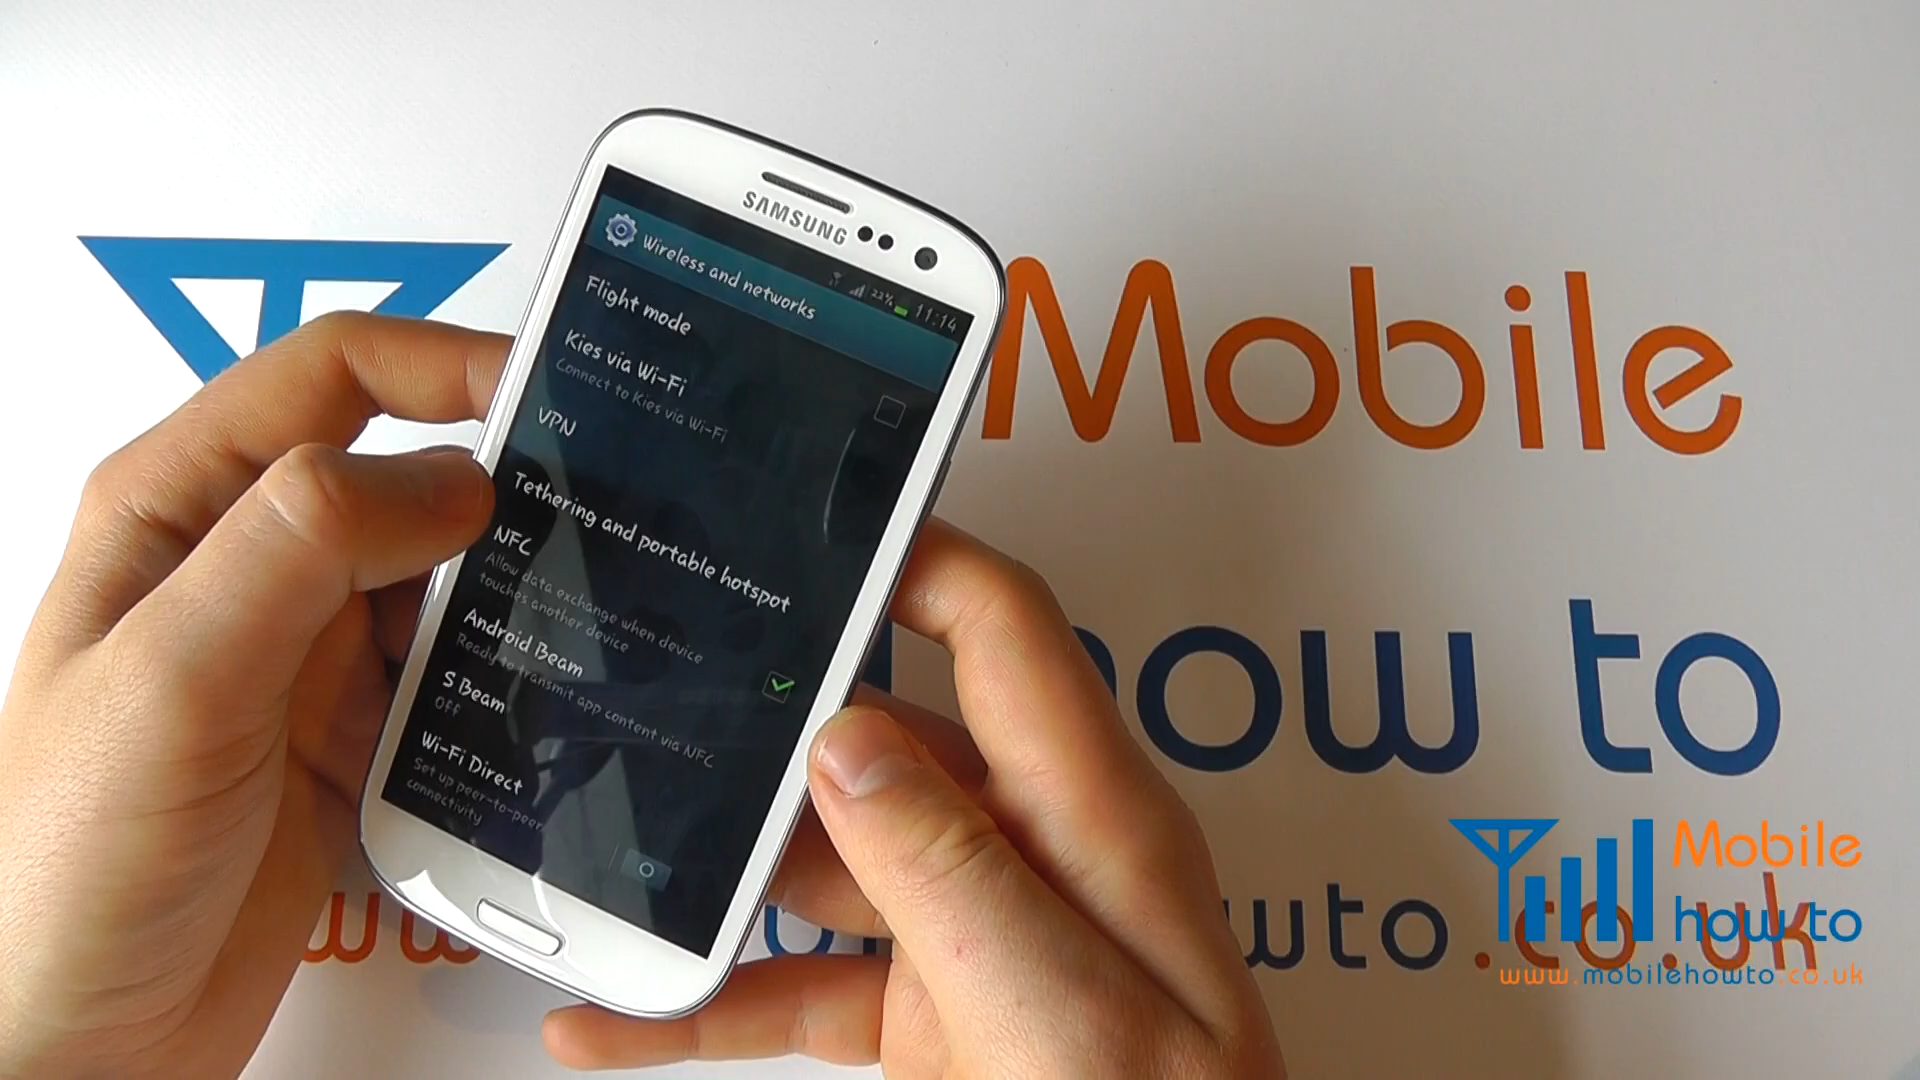 SAMSUNG
22% 11:14
Wireless and networks
Flight mode
Kies via Wi-Fi
Connect to Kies via Wi-Fi
VPN
Tethering and portable hotspot
NFC
Allow data exchange when device
touches another device
Android Beam
Ready to transmit app content via NFC
S Beam
Off
Wi-Fi Direct
Set up peer-to-peer
connectivity
Mobile
how to
Mobile
how to
www.mobilehowto.co.uk